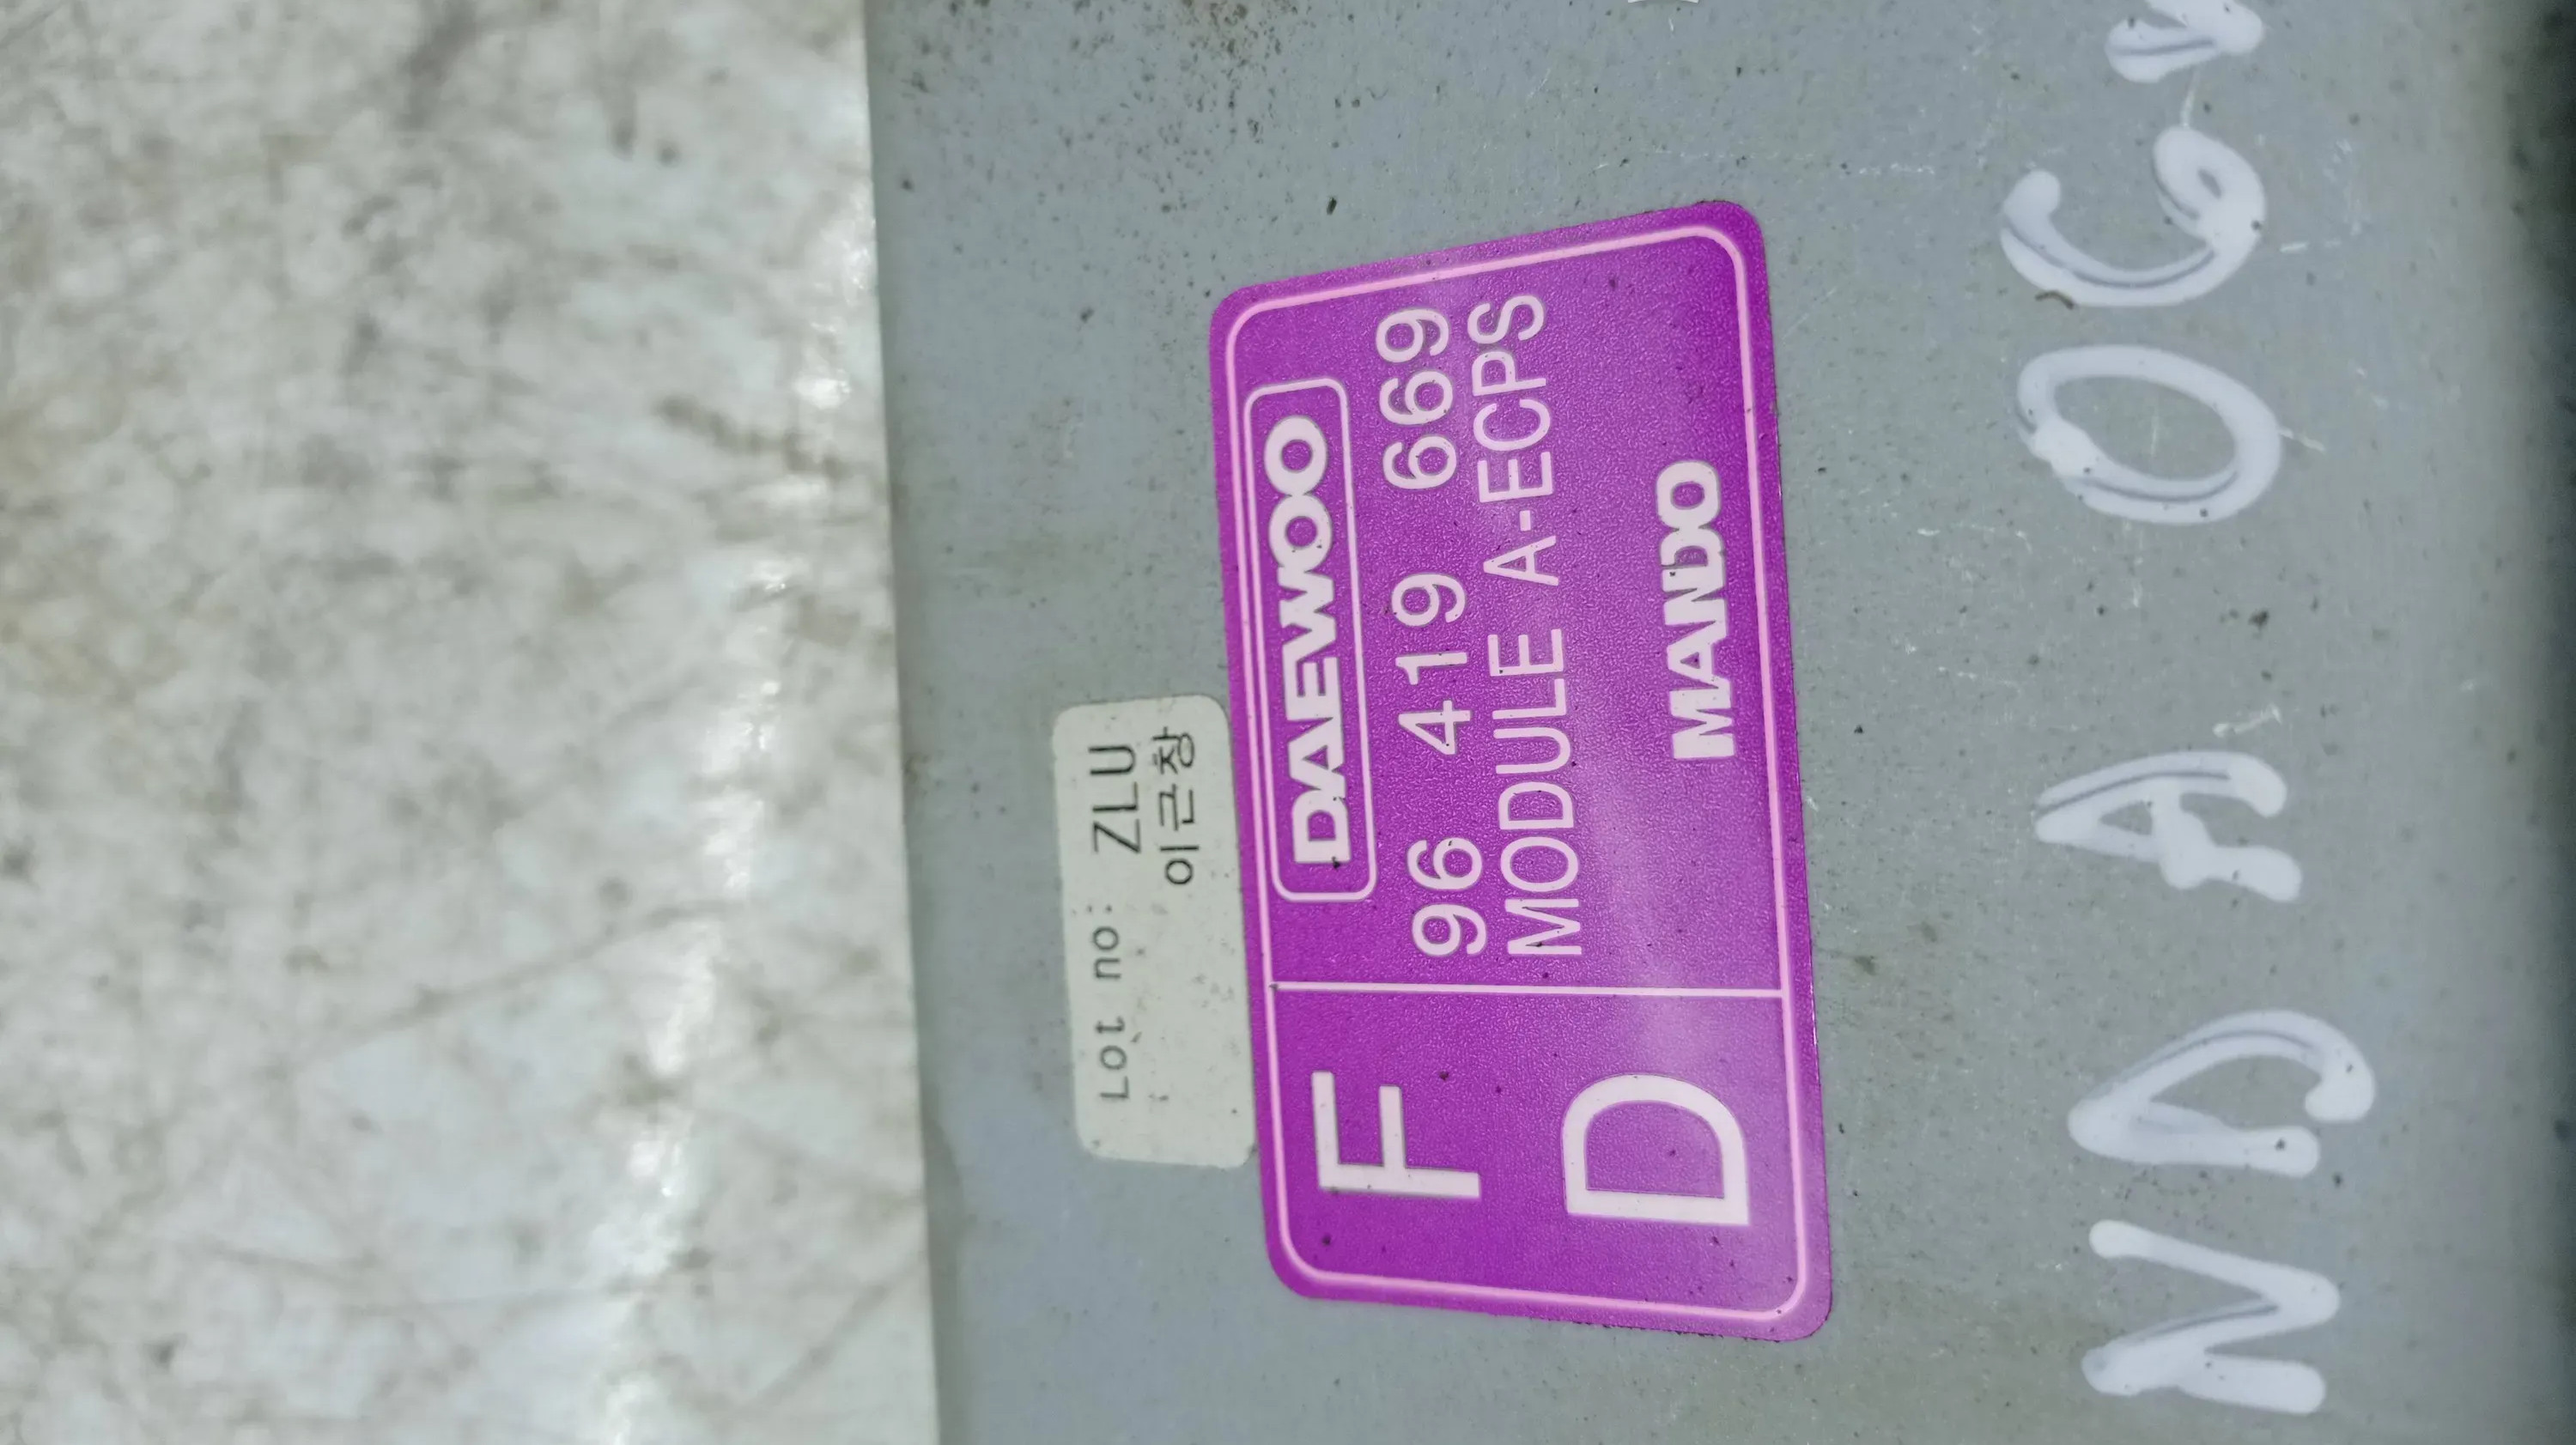 Lot no: ZLU
이근창
F
D
DAEWOO
96 419 669
MODULE A-ECPS
MANDO